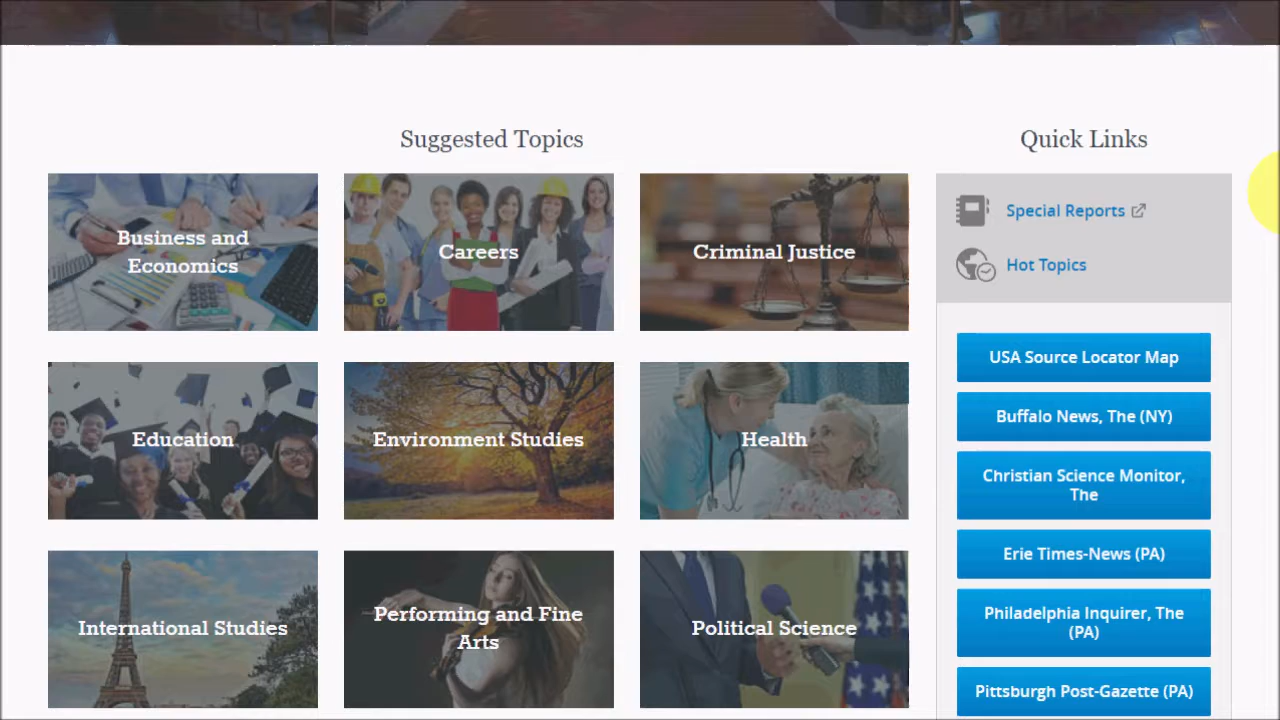 Suggested Topics
Quick Links
Business and
Economics
Careers
Criminal Justice
Special Reports
Hot Topics
USA Source Locator Map
Buffalo News, The (NY)
Education
Environment Studies
Health
Christian Science Monitor,
The
Erie Times-News (PA)
International Studies
Performing and Fine
Arts
Political Science
Philadelphia Inquirer, The
(PA)
Pittsburgh Post-Gazette (PA)